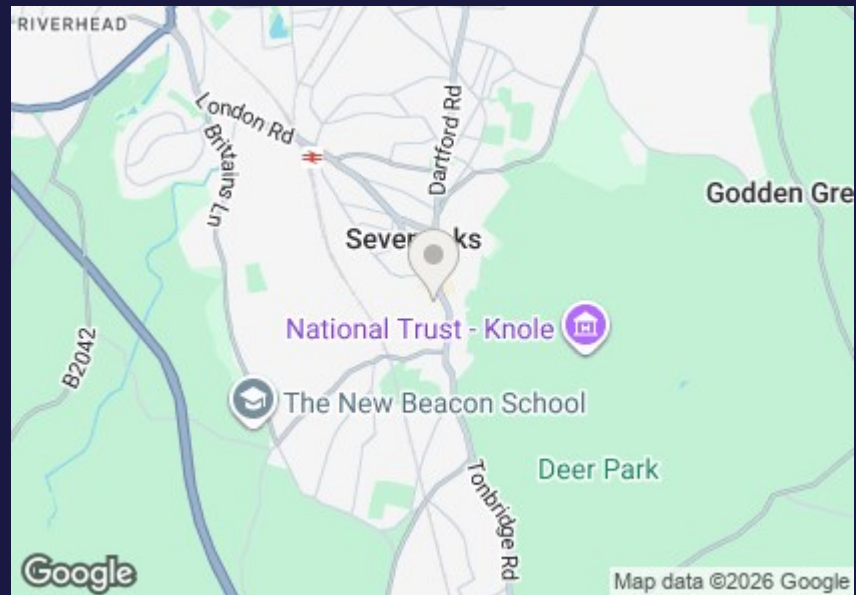 RIVERHEAD
London Rd
Brittains Ln
Dartford Rd
Godden Gre
National Trust - Knole
B2042
The New Beacon School
Deer Park
Tonbridge Rd
Google
Map data ©2026 Google